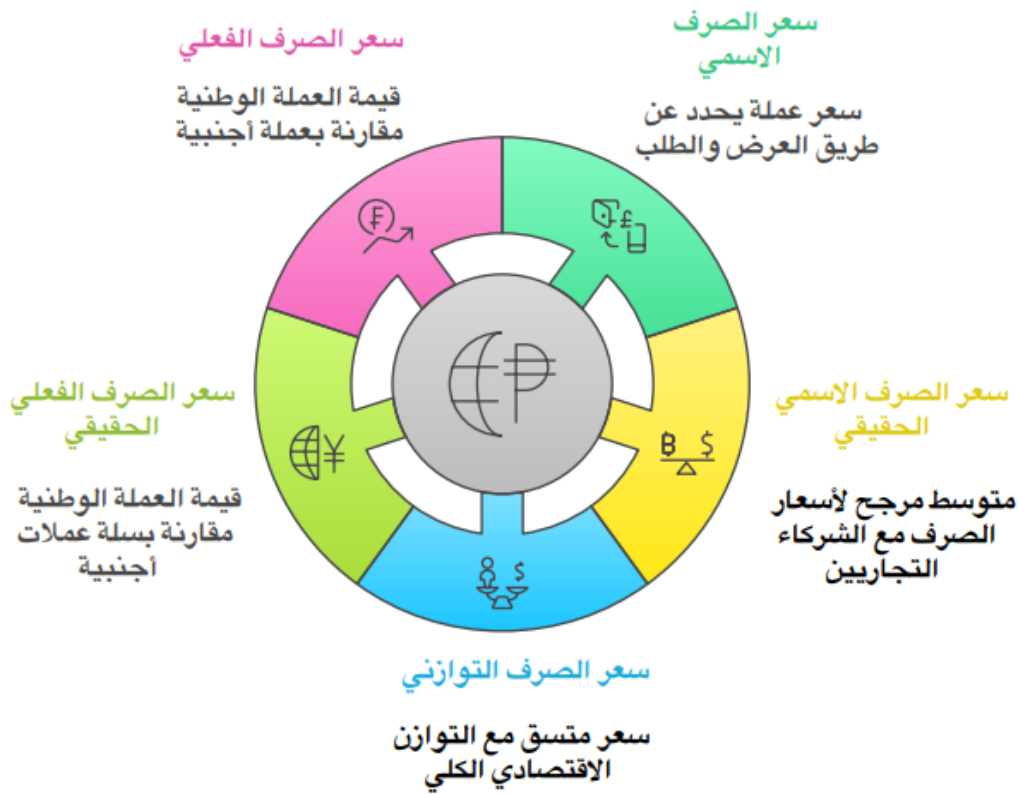 سعر الصرف
الاسمي
سعر عملة يحدد عن
طريق العرض والطلب
سعر الصرف الفعلي
قيمة العملة الوطنية
مقارنة بعملة أجنبية
سعر الصرف الاسمي
الحقيقي
متوسط مرجح لأسعار
الصرف مع الشركاء
التجاريين
سعر الصرف الفعلي
الحقيقي
قيمة العملة الوطنية
مقارنة بسلة عملات
أجنبية
سعر الصرف التوازني
سعر متسق مع التوازن
الاقتصادي الكلي